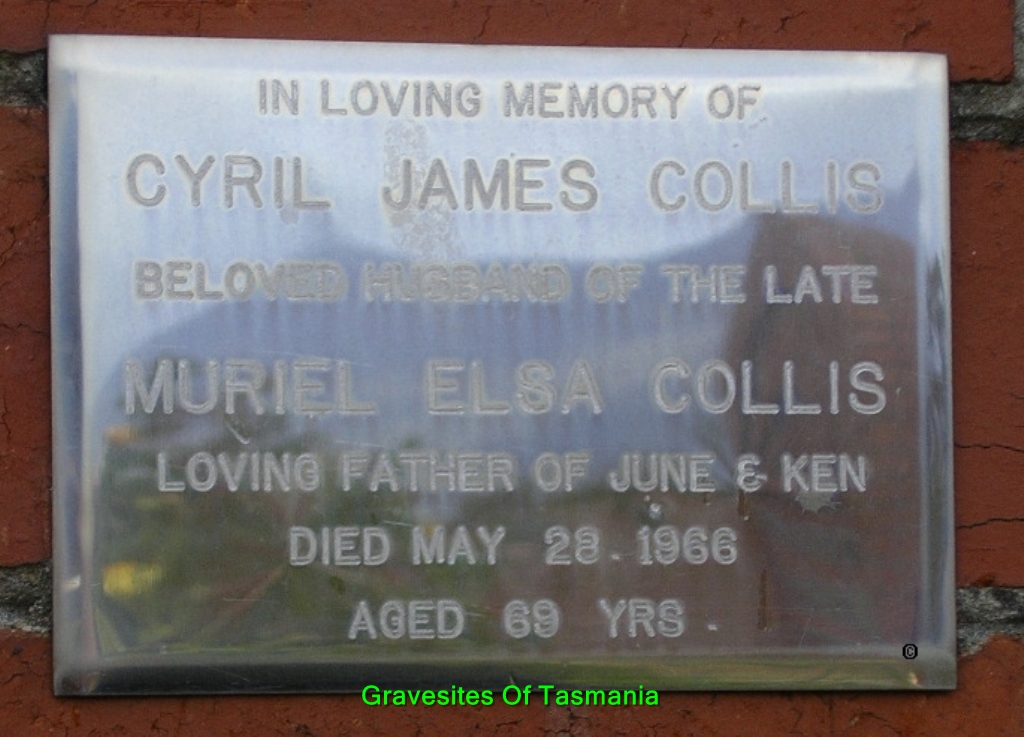 IN LOVING MEMORY OF
CYRIL JAMES COLLIS
BELOVED HUSBAND OF THE LATE
MURIEL ELSA COLLIS
LOVING FATHER OF JUNE & KEN
DIED MAY 28. 1966
AGED 69 YRS.
©
Gravesites Of Tasmania